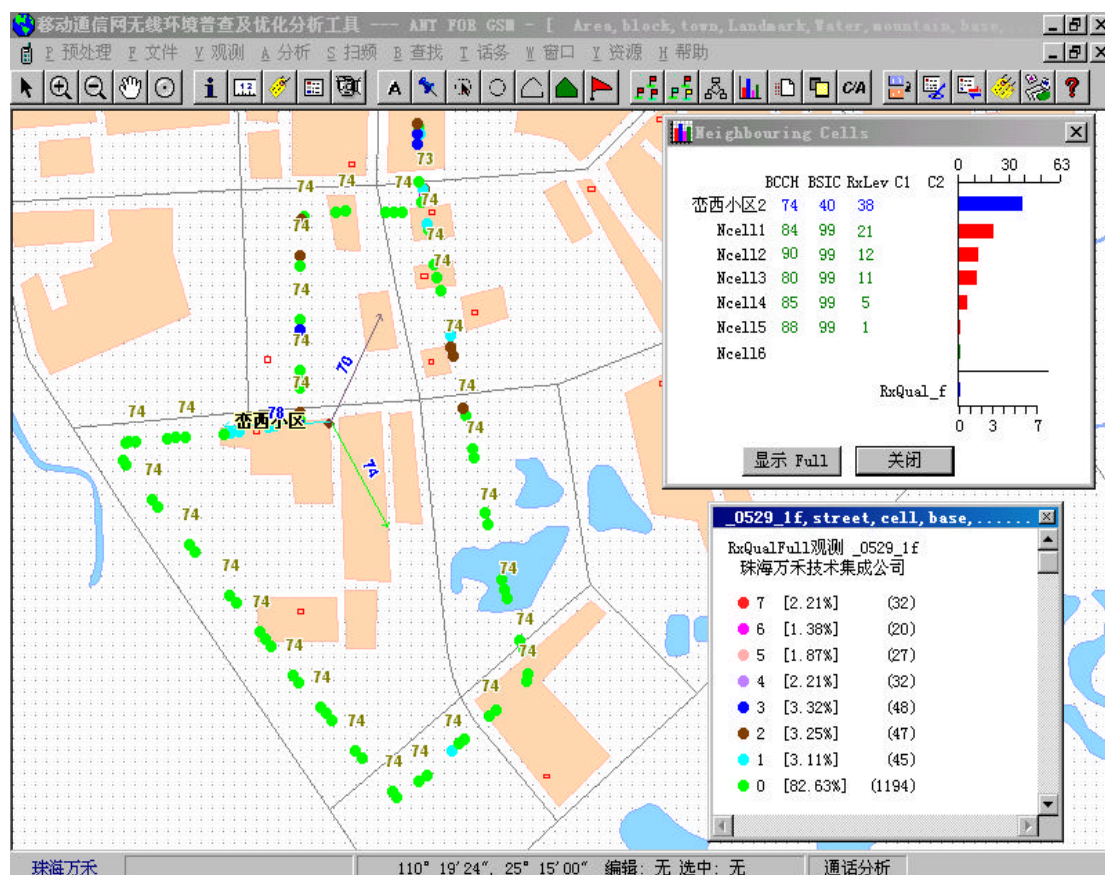 移动通信网无线环境普查及优化分析工具 --- ANT FOR GSM - [ Area,block,town,landmark,Water,mountain,base,...
P 预处理 F 文件 V 观测 A 分析 S 扫频 B 查找 T 话务 W 窗口 Y 资源 H 帮助
A C/A ?
Neighbouring Cells
0 30 63
BCCH BSIC RxLev C1 C2
峦西小区2 74 40 38
Ncell1 84 99 21
Ncell2 90 99 12
Ncell3 80 99 11
Ncell4 85 99 5
Ncell5 88 99 1
Ncell6
RxQual_f
0 3 7
显示 Full 关闭
73
74 74 74 74
74 74
74
74 74
74 74
74 74
70
74 74 78
峦西小区
74
74 74
74 74
74
74 74
74 74
74 74
74 74
74 74 74
_0529_1f,street,cell,base,......
RxQualFull观测 _0529_1f
珠海万禾技术集成公司
7 [2.21%] (32)
6 [1.38%] (20)
5 [1.87%] (27)
4 [2.21%] (32)
3 [3.32%] (48)
2 [3.25%] (47)
1 [3.11%] (45)
0 [82.63%] (1194)
珠海万禾 110° 19'24", 25° 15'00" 编辑: 无 选中: 无 通话分析